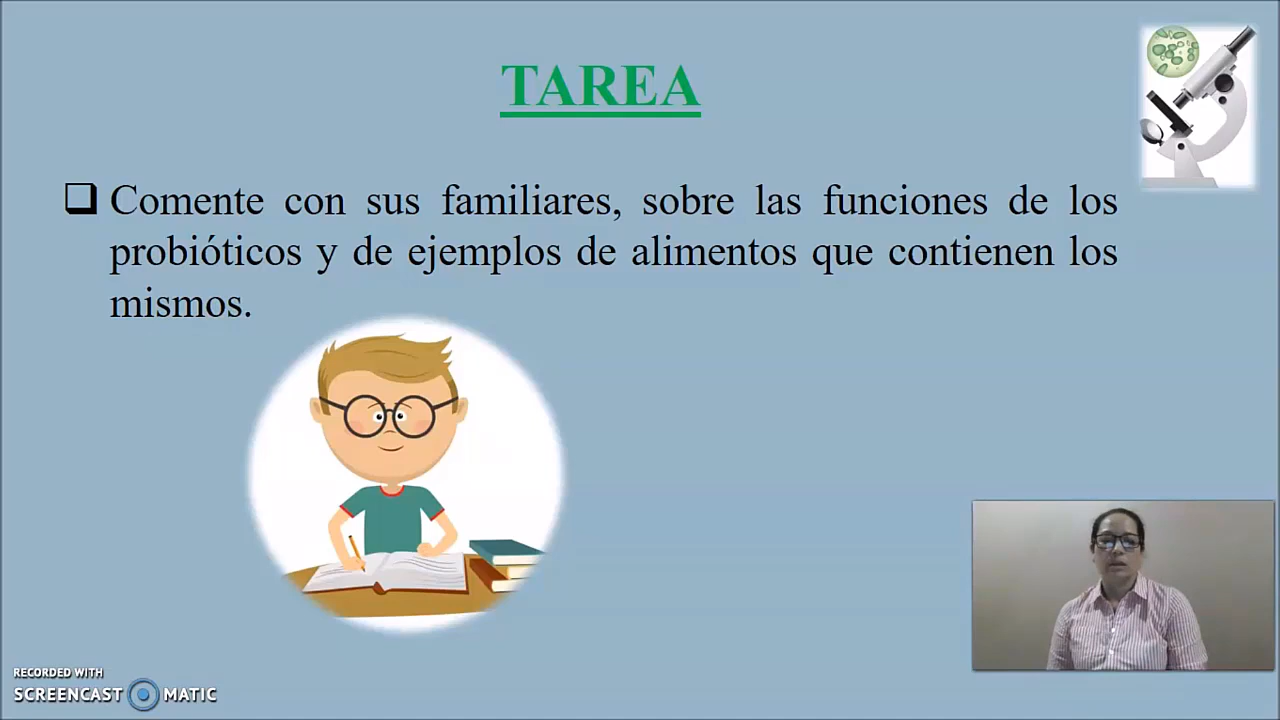 TAREA
Comente con sus familiares, sobre las funciones de los
probióticos y de ejemplos de alimentos que contienen los
mismos.
RECORDED WITH
SCREENCAST MATIC